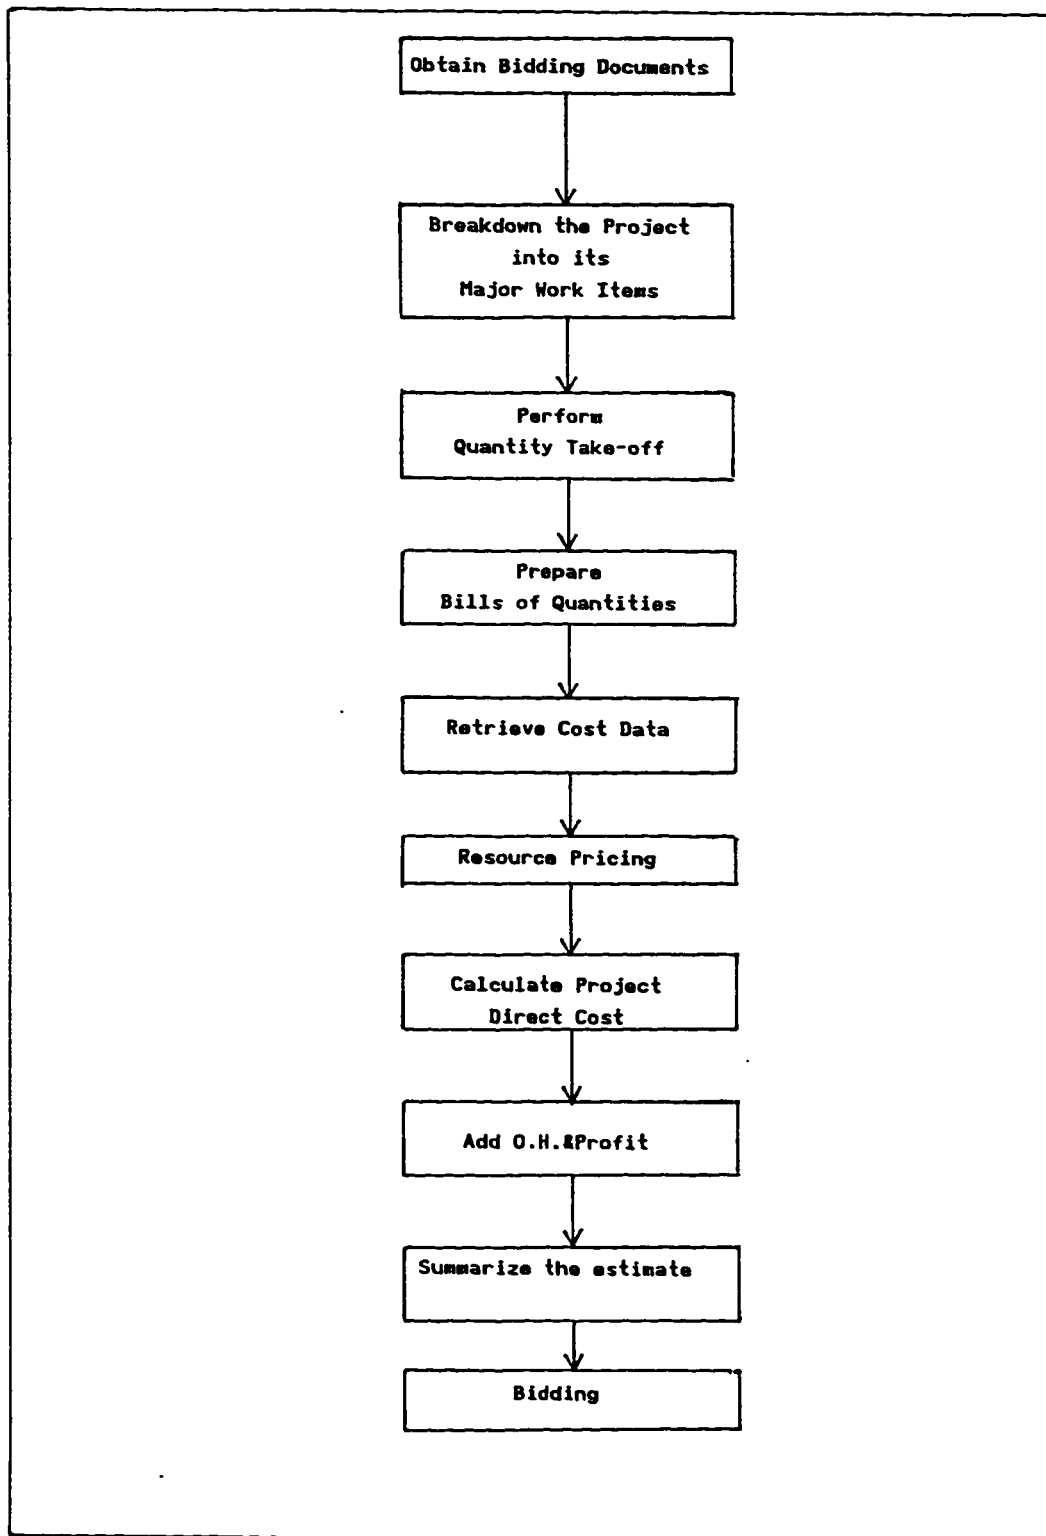 Obtain Bidding Documents
Breakdown the Project
into its
Major Work Items
Perform
Quantity Take-off
Prepare
Bills of Quantities
Retrieve Cost Data
Resource Pricing
Calculate Project
Direct Cost
Add O.H.&Profit
Summarize the estimate
Bidding